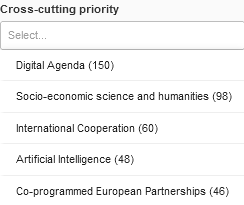 Cross-cutting priority
Select...
Digital Agenda (150)
Socio-economic science and humanities (98)
International Cooperation (60)
Artificial Intelligence (48)
Co-programmed European Partnerships (46)